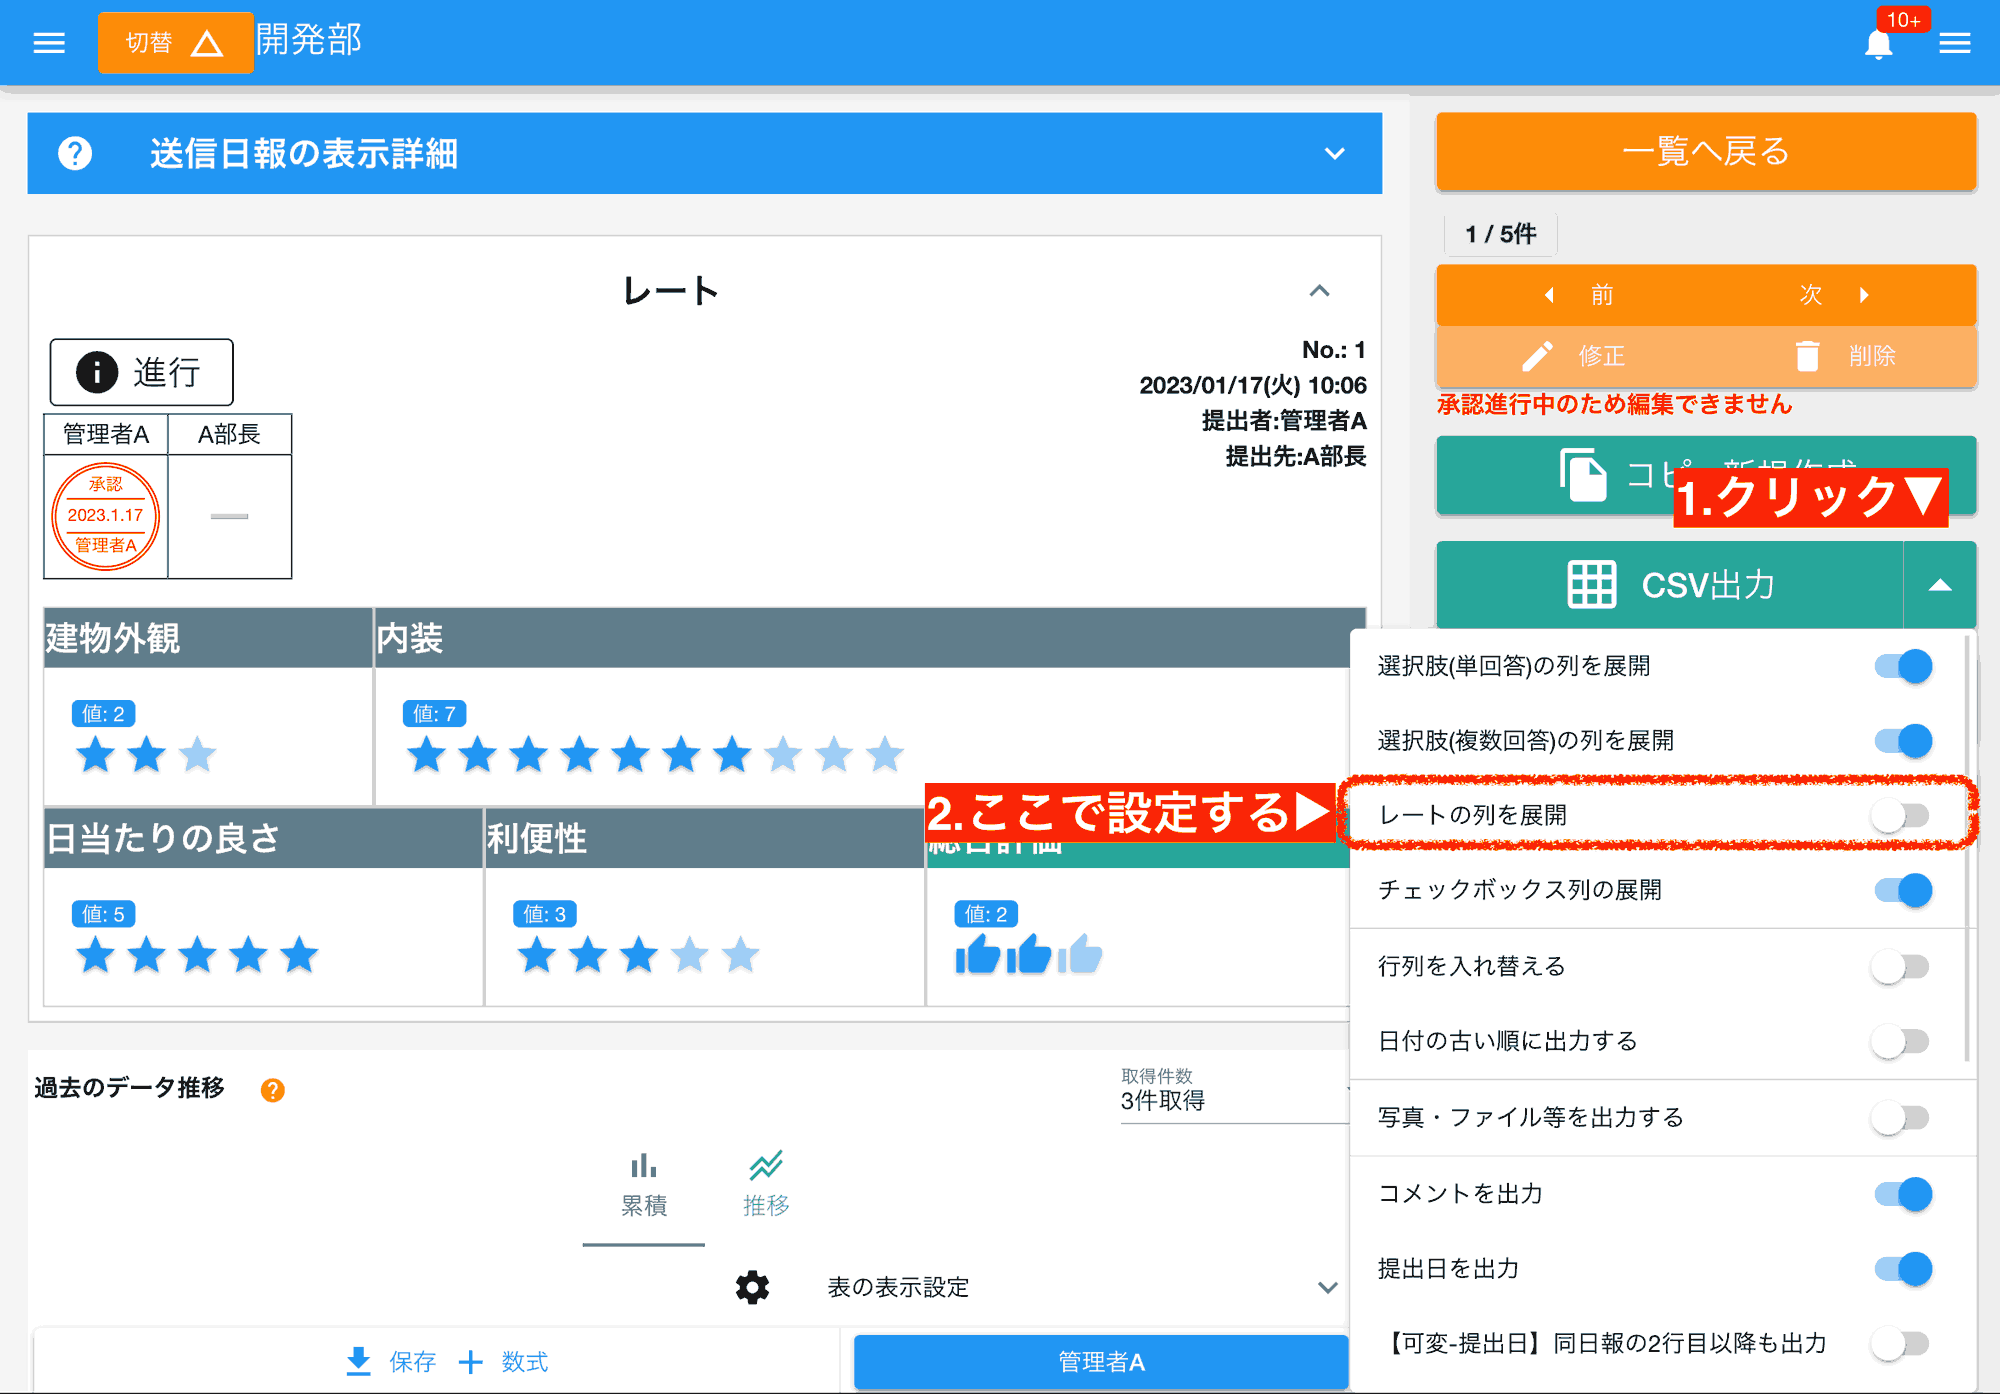 切替
開発部
10+
送信日報の表示詳細
一覧へ戻る
1 / 5件
前
次
修正
削除
承認進行中のため編集できません
1.クリック▼
CSV出力
レート
進行
No.: 1
2023/01/17(火) 10:06
提出者:管理者A
提出先:A部長
管理者A
A部長
承認
2023.1.17
管理者A
建物外観
内装
値: 2
値: 7
日当たりの良さ
利便性
値: 5
値: 3
値: 2
2.ここで設定する▶
選択肢(単回答)の列を展開
選択肢(複数回答)の列を展開
レートの列を展開
チェックボックス列の展開
行列を入れ替える
日付の古い順に出力する
写真・ファイル等を出力する
コメントを出力
提出日を出力
【可変-提出日】同日報の2行目以降も出力
過去のデータ推移
取得件数
3件取得
累積
推移
表の表示設定
保存
数式
管理者A